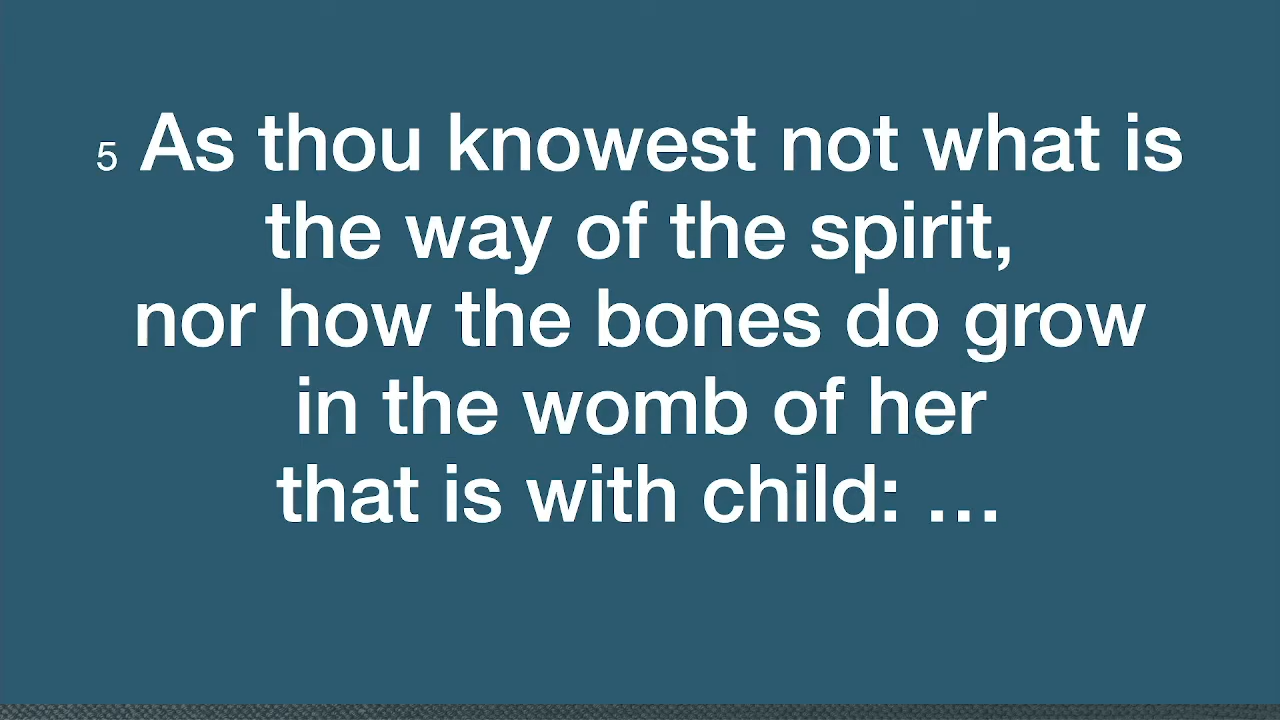 5 As thou knowest not what is
the way of the spirit,
nor how the bones do grow
in the womb of her
that is with child: ...